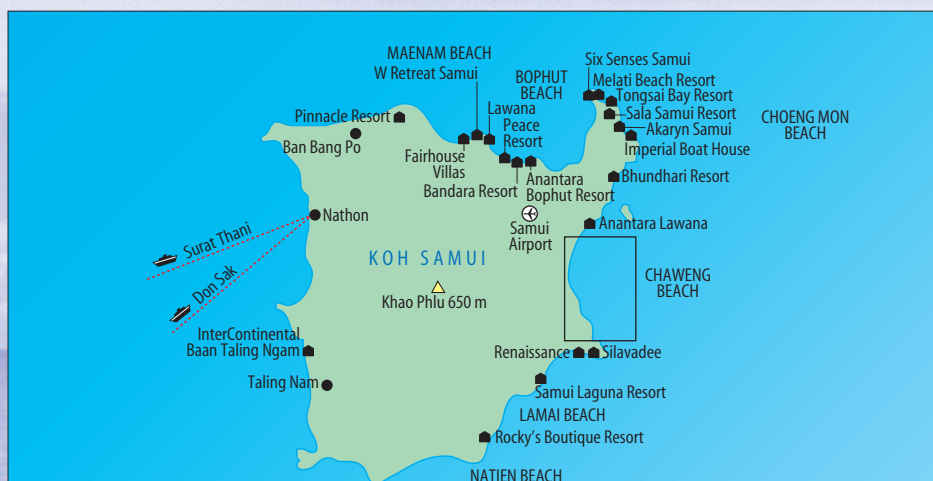 MAENAM BEACH
W Retreat Samui
BOPHUT
BEACH
Six Senses Samui
Melati Beach Resort
Tongsai Bay Resort
Sala Samui Resort
Akaryn Samui
Imperial Boat House
CHOENG MON
BEACH
Pinnacle Resort
Ban Bang Po
Lawana
Peace
Resort
Fairhouse
Villas
Bandara Resort
Anantara
Bophut Resort
Bhundhari Resort
Nathon
Samui
Airport
Anantara Lawana
Surat Thani
Don Sak
KOH SAMUI
Khao Phlu 650 m
CHAWENG
BEACH
InterContinental
Baan Taling Ngam
Renaissance
Silavadee
Taling Nam
Samui Laguna Resort
LAMAI BEACH
Rocky's Boutique Resort
NATIEN BEACH